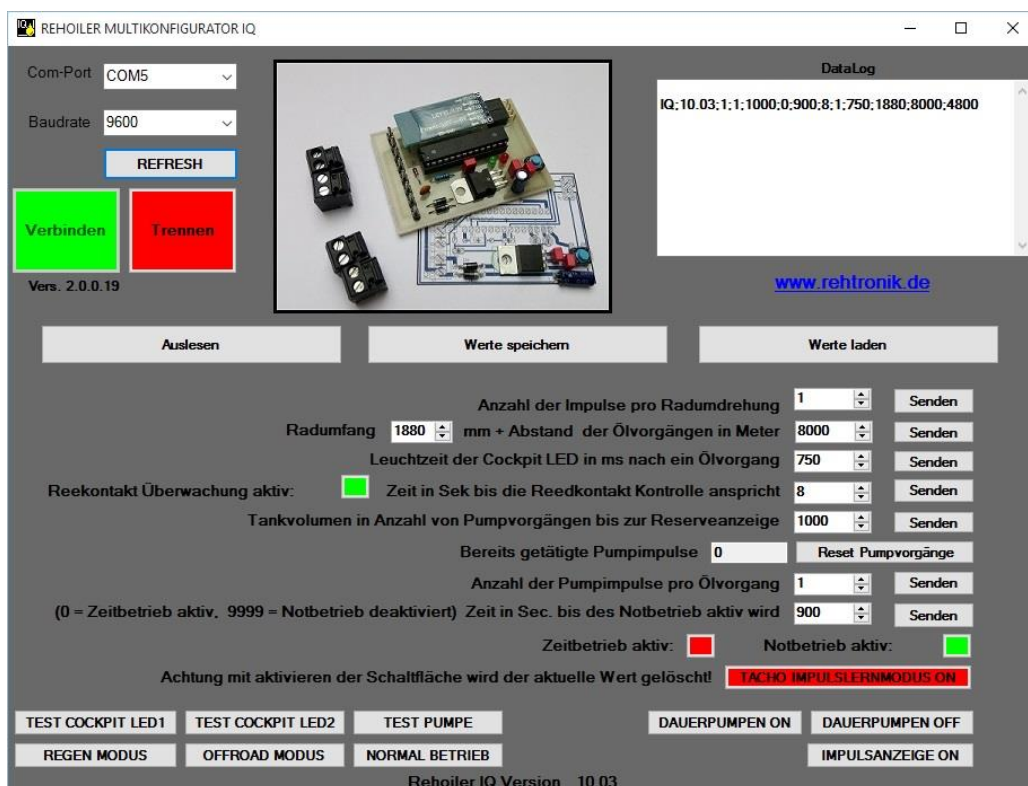 REHOILER MULTIKONFIGURATOR IQ
Com-Port COM5
Baudrate 9600
REFRESH
Verbinden Trennen
Vers. 2.0.0.19
DataLog
IQ;10.03;1;1;1000;0;900;8;1;750;1880;8000;4800
www.rehtronik.de
Auslesen Werte speichern Werte laden
Anzahl der Impulse pro Radumdrehung 1 Senden
Radumfang 1880 mm + Abstand der Ölvorgängen in Meter 8000 Senden
Leuchtzeit der Cockpit LED in ms nach ein Ölvorgang 750 Senden
Reekontakt Überwachung aktiv: Zeit in Sek bis die Reedkontakt Kontrolle anspricht 8 Senden
Tankvolumen in Anzahl von Pumpvorgängen bis zur Reserveanzeige 1000 Senden
Bereits getätigte Pumpimpulse 0 Reset Pumpvorgänge
Anzahl der Pumpimpulse pro Ölvorgang 1 Senden
(0 = Zeitbetrieb aktiv, 9999 = Notbetrieb deaktiviert) Zeit in Sec. bis des Notbetrieb aktiv wird 900 Senden
Zeitbetrieb aktiv: Notbetrieb aktiv:
Achtung mit aktivieren der Schaltfläche wird der aktuelle Wert gelöscht! TACHO IMPULSLERNMODUS ON
TEST COCKPIT LED1 TEST COCKPIT LED2 TEST PUMPE DAUERPUMPEN ON DAUERPUMPEN OFF
REGEN MODUS OFFROAD MODUS NORMAL BETRIEB IMPULSANZEIGE ON
Rehoiler IQ Version 10.03